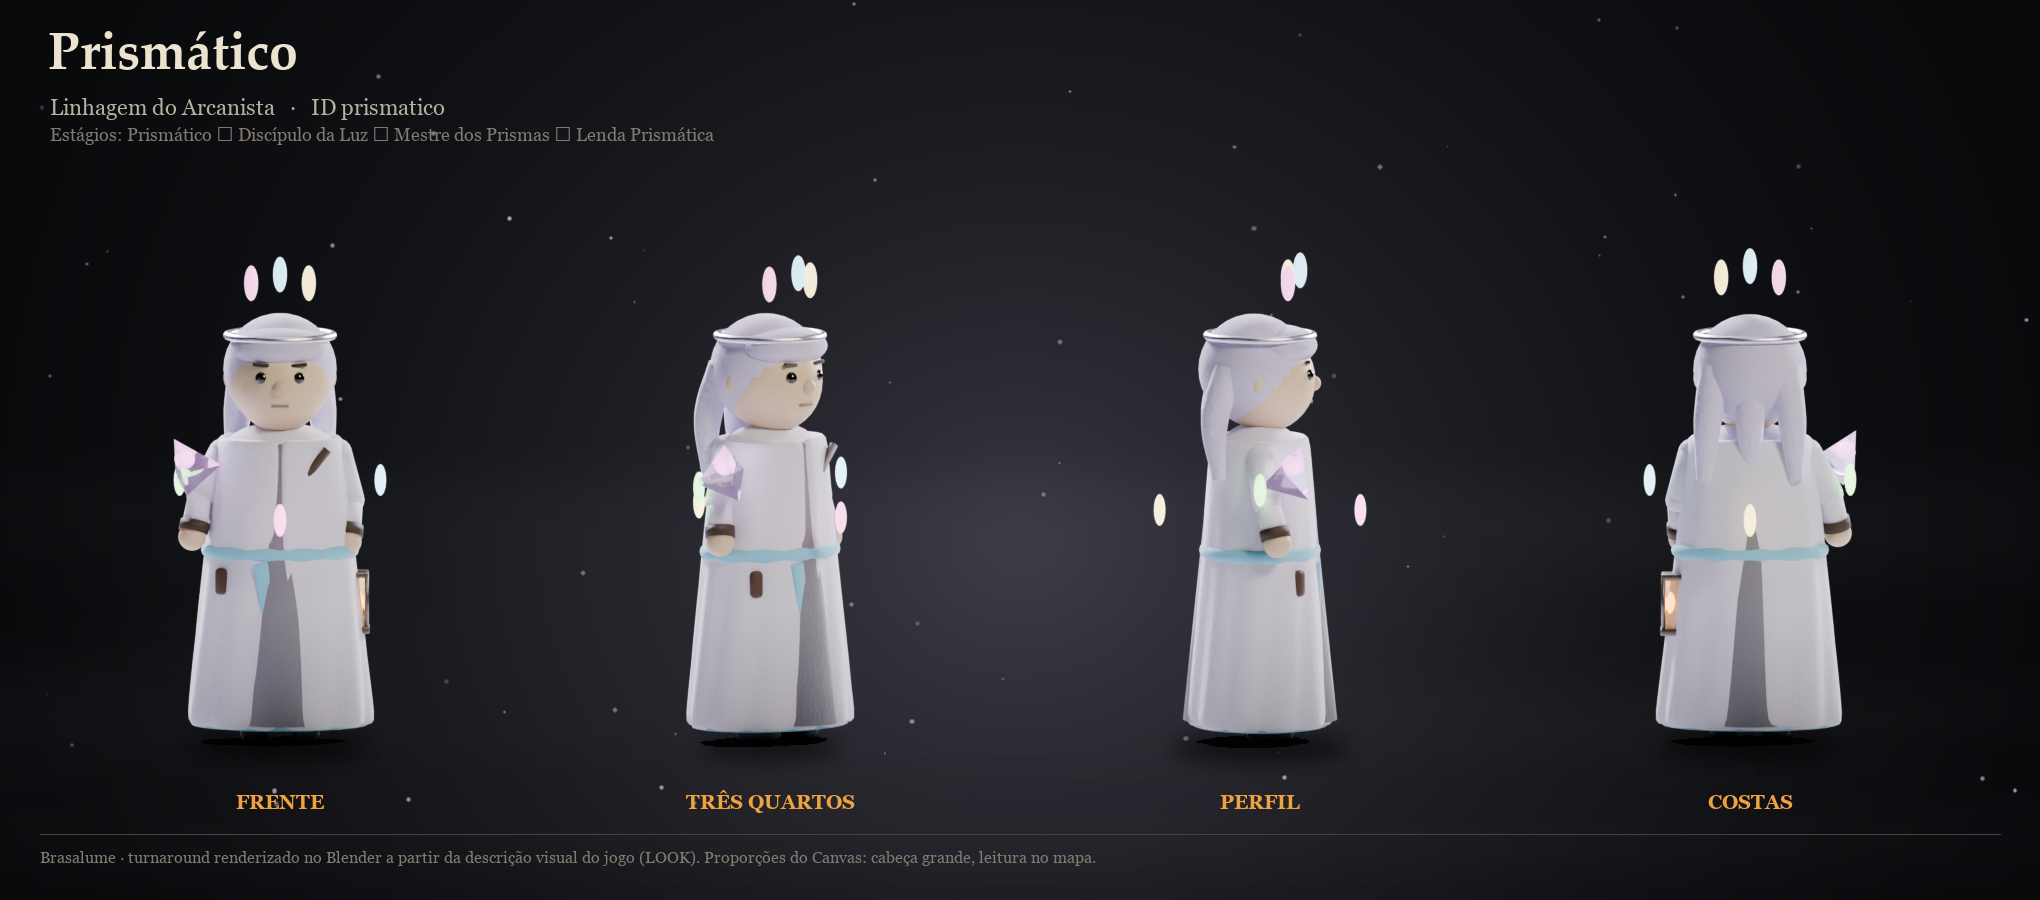 Prismático
Linhagem do Arcanista · ID prismatico
Estágios: Prismático □ Discípulo da Luz □ Mestre dos Prismas □ Lenda Prismática
FRENTE
TRÊS QUARTOS
PERFIL
COSTAS
Brasalume · turnaround renderizado no Blender a partir da descrição visual do jogo (LOOK). Proporções do Canvas: cabeça grande, leitura no mapa.